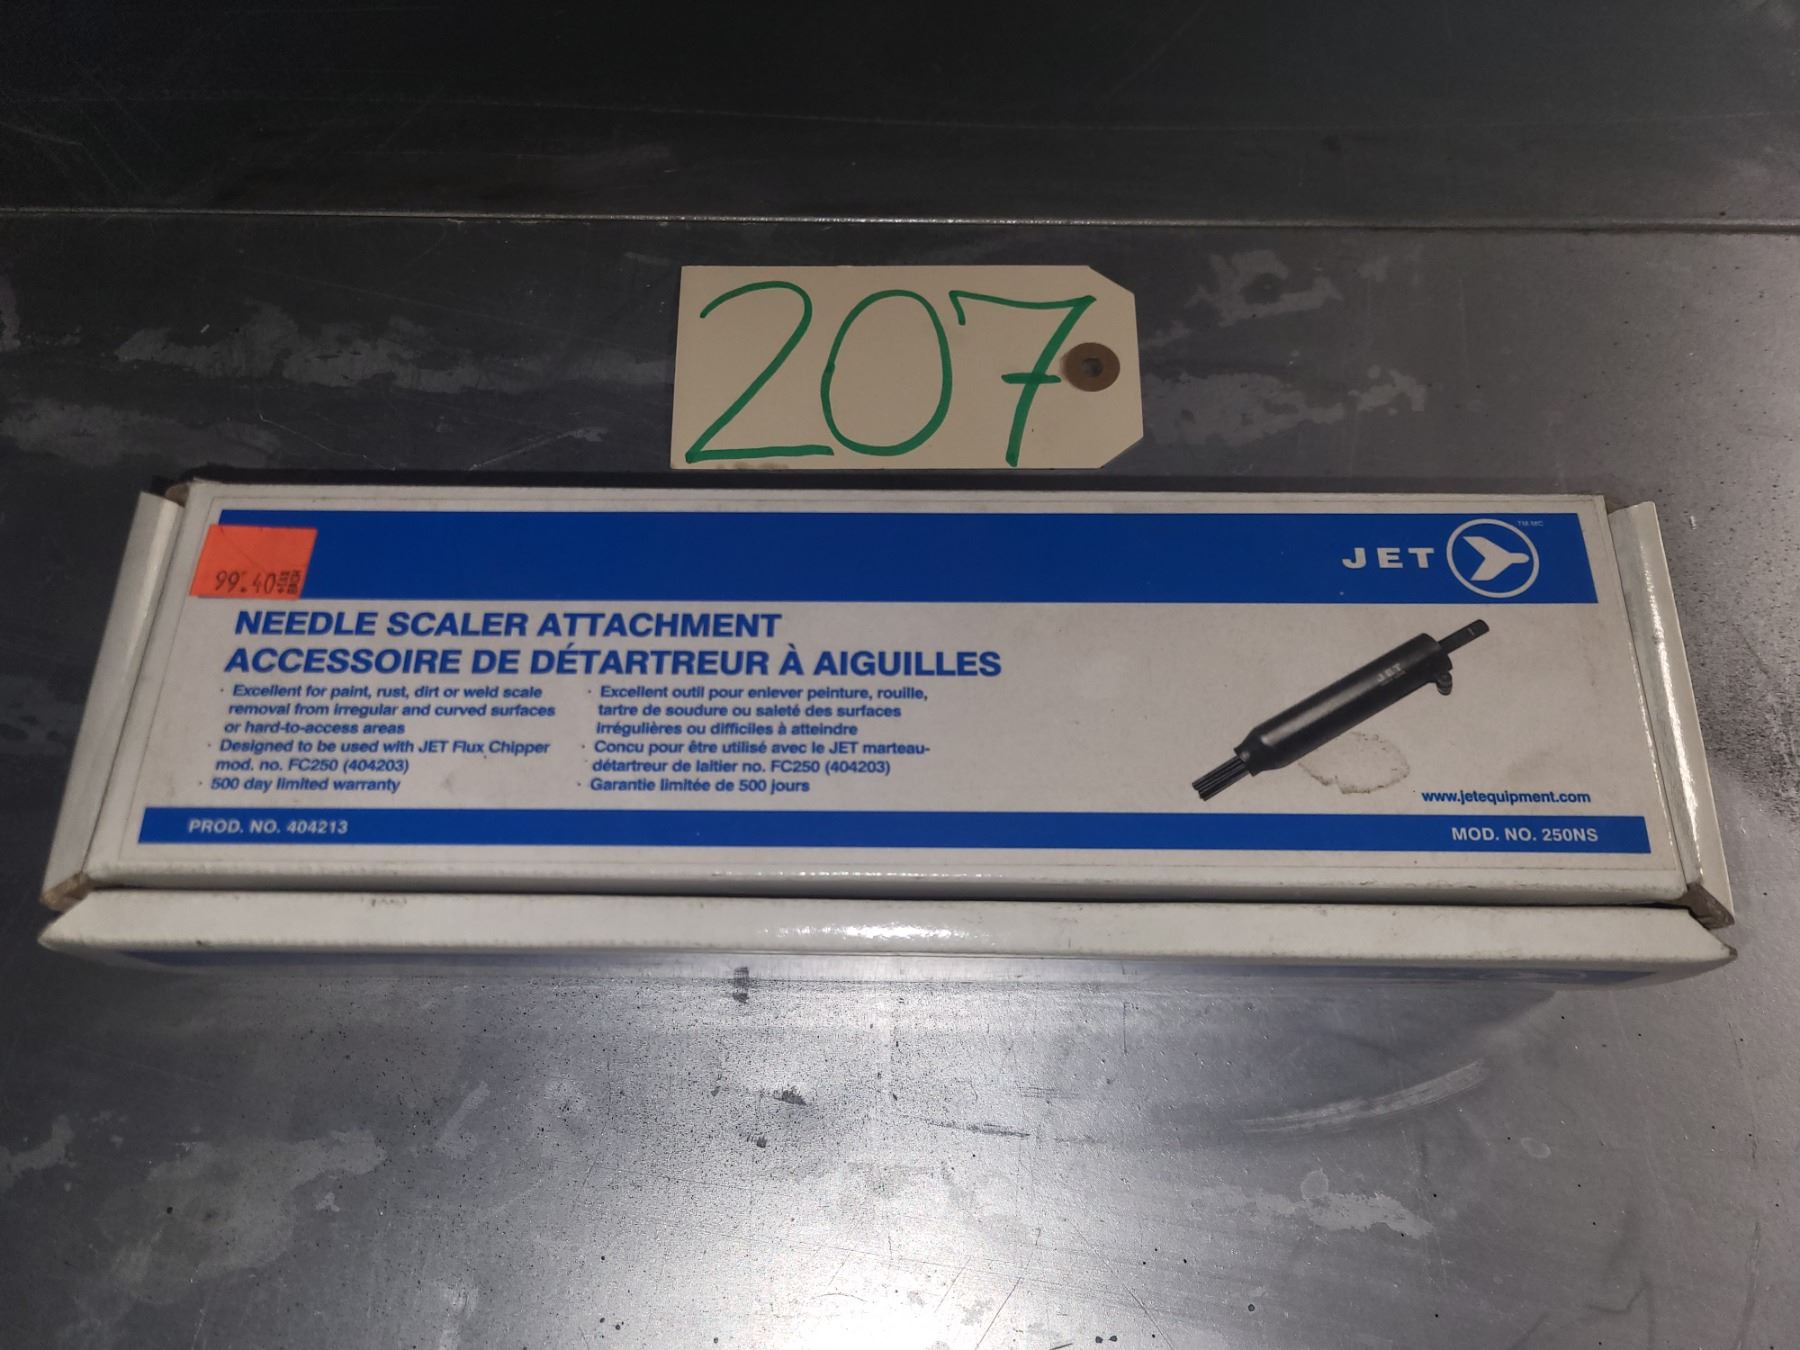 207
JET
TM/MC
99.40
NEEDLE SCALER ATTACHMENT
ACCESSOIRE DE DÉTARTREUR À AIGUILLES
· Excellent for paint, rust, dirt or weld scale
removal from irregular and curved surfaces
or hard-to-access areas
· Designed to be used with JET Flux Chipper
mod. no. FC250 (404203)
· 500 day limited warranty
· Excellent outil pour enlever peinture, rouille,
tartre de soudure ou saleté des surfaces
irrégulières ou difficiles à atteindre
· Concu pour être utilisé avec le JET marteau-
détartreur de laitier no. FC250 (404203)
· Garantie limitée de 500 jours
JET
www.jetequipment.com
PROD. NO. 404213
MOD. NO. 250NS